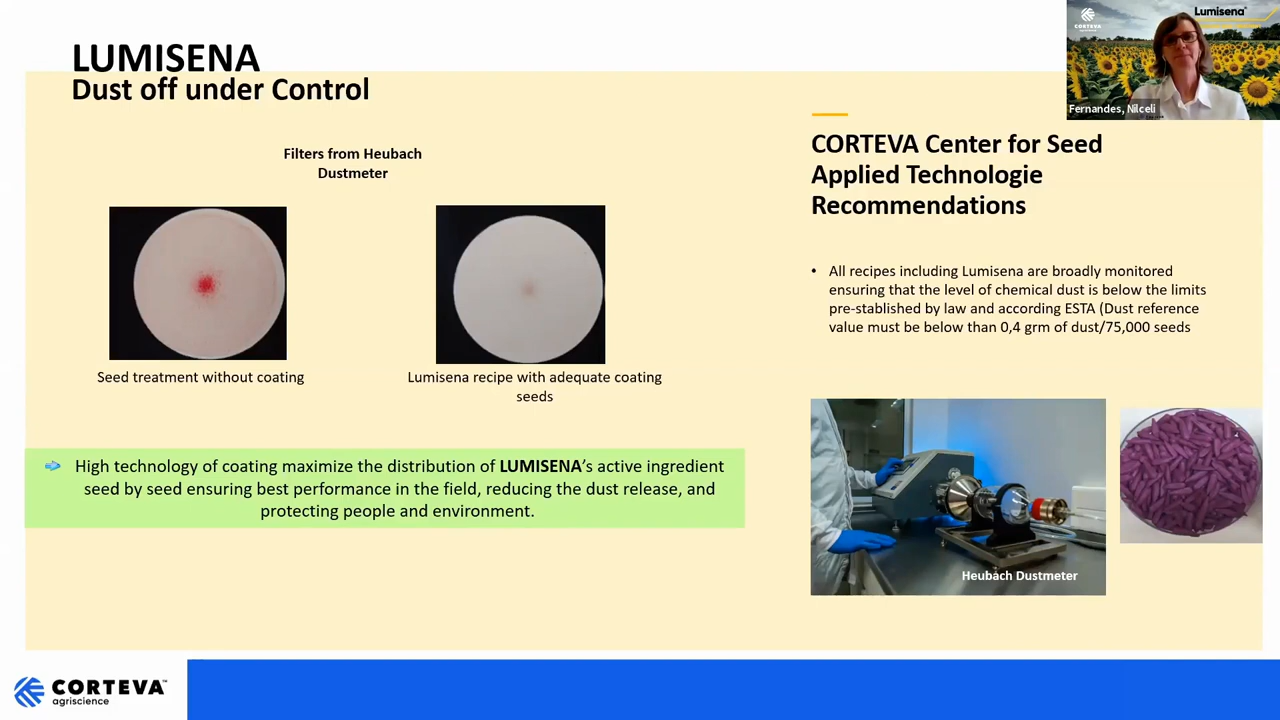 LUMISENA
Dust off under Control
Filters from Heubach
Dustmeter
Seed treatment without coating
Lumisena recipe with adequate coating
seeds
High technology of coating maximize the distribution of LUMISENA's active ingredient
seed by seed ensuring best performance in the field, reducing the dust release, and
protecting people and environment.
CORTEVA
agriscience
Lumisena
Fernandes, Nilceli
CORTEVA Center for Seed
Applied Technologie
Recommendations
• All recipes including Lumisena are broadly monitored
ensuring that the level of chemical dust is below the limits
pre-stablished by law and according ESTA (Dust reference
value must be below than 0,4 grm of dust/75,000 seeds
Heubach Dustmeter
CORTEVA™
agriscience